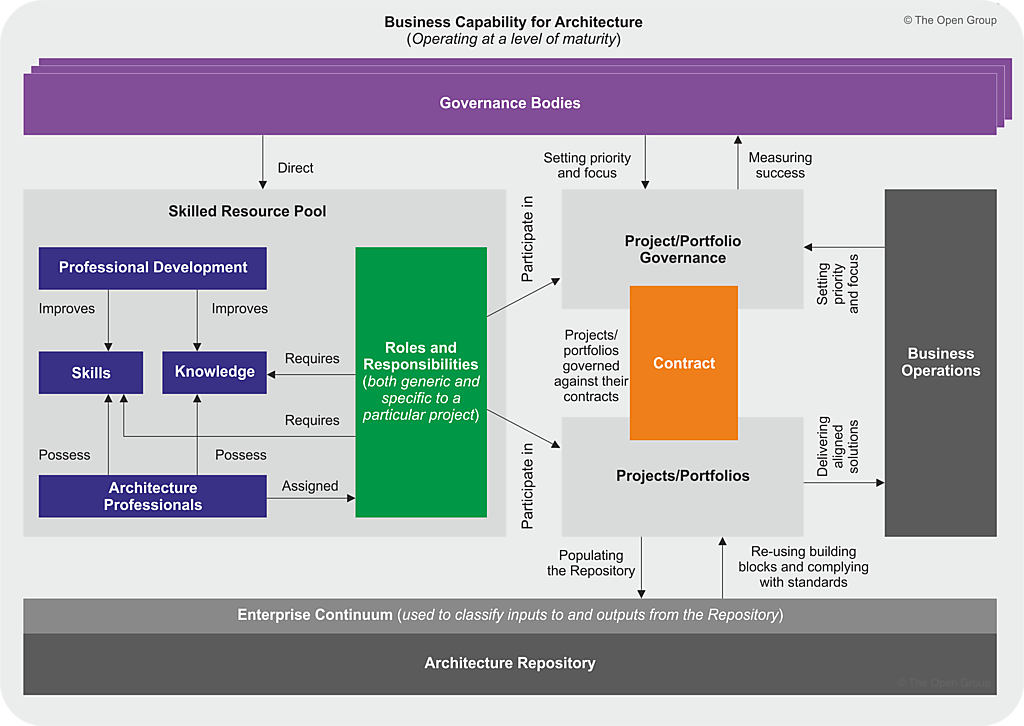 Business Capability for Architecture
(Operating at a level of maturity)
© The Open Group
Governance Bodies
Direct
Setting priority
and focus
Measuring
success
Skilled Resource Pool
Professional Development
Improves
Improves
Skills
Knowledge
Requires
Requires
Possess
Possess
Architecture
Professionals
Assigned
Roles and
Responsibilities
(both generic and
specific to a
particular project)
Participate in
Participate in
Project/Portfolio
Governance
Projects/
portfolios
governed
against their
contracts
Contract
Projects/Portfolios
Setting
priority
and focus
Delivering
aligned
solutions
Business
Operations
Populating
the Repository
Re-using building
blocks and complying
with standards
Enterprise Continuum (used to classify inputs to and outputs from the Repository)
Architecture Repository
© The Open Group